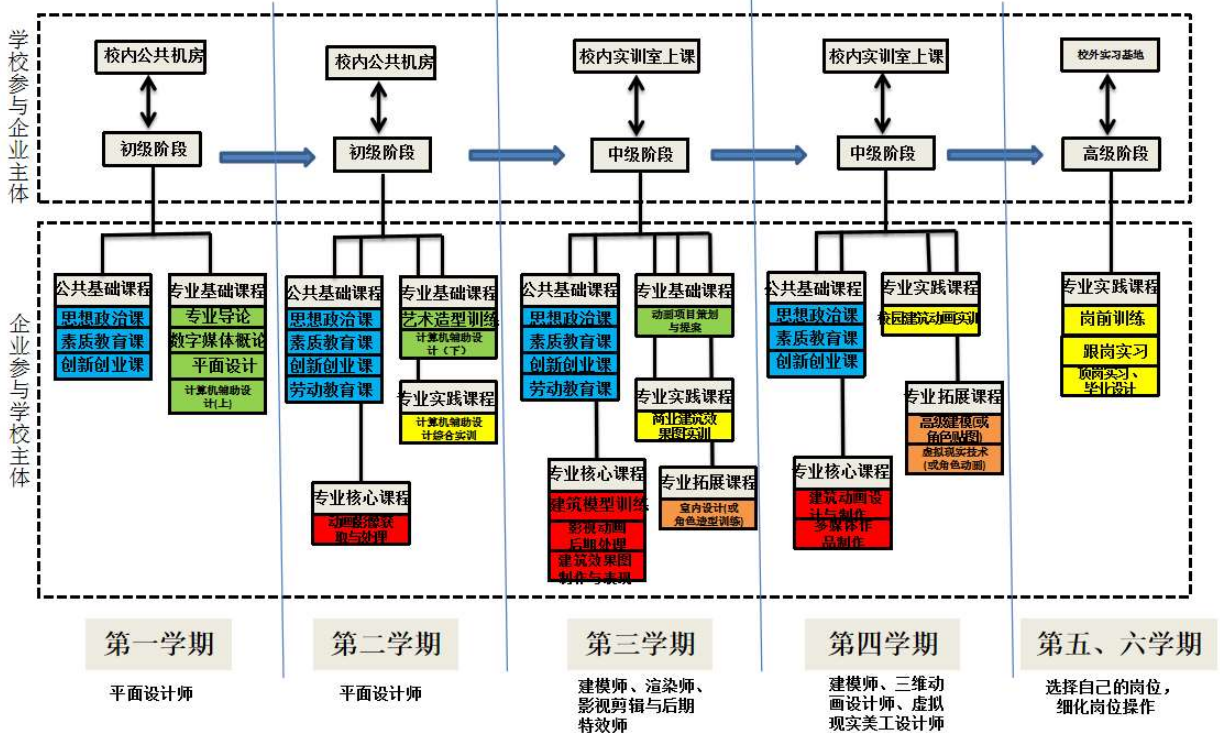 学校参与企业主体
校内公共机房
校内公共机房
校内实训室上课
校内实训室上课
校外实习基地
初级阶段
初级阶段
中级阶段
中级阶段
高级阶段
企业参与学校主体
公共基础课程
思想政治课
素质教育课
创新创业课
专业基础课程
专业导论
数字媒体概论
平面设计
计算机辅助设
计(上)
公共基础课程
思想政治课
素质教育课
创新创业课
劳动教育课
专业基础课程
艺术造型训练
计算机辅助设
计（下）
专业实践课程
计算机辅助设
计综合实训
专业核心课程
动画影像获
取与处理
公共基础课程
思想政治课
素质教育课
创新创业课
劳动教育课
专业基础课程
动画项目策划
与提案
专业实践课程
商业建筑效
果图实训
专业核心课程
建筑模型训练
影视动画
后期处理
建筑效果图
制作与表现
专业拓展课程
室内设计(或
角色造型训练)
公共基础课程
思想政治课
素质教育课
创新创业课
专业实践课程
校园建筑动画实训
专业拓展课程
高级建模(或
角色贴图)
虚拟现实技术
(或角色动画)
专业核心课程
建筑动画设
计与制作
多媒体作
品制作
专业实践课程
岗前训练
跟岗实习
顶岗实习、
毕业设计
第一学期
第二学期
第三学期
第四学期
第五、六学期
平面设计师
平面设计师
建模师、渲染师、
影视剪辑与后期
特效师
建模师、三维动
画设计师、虚拟
现实美工设计师
选择自己的岗位，
细化岗位操作